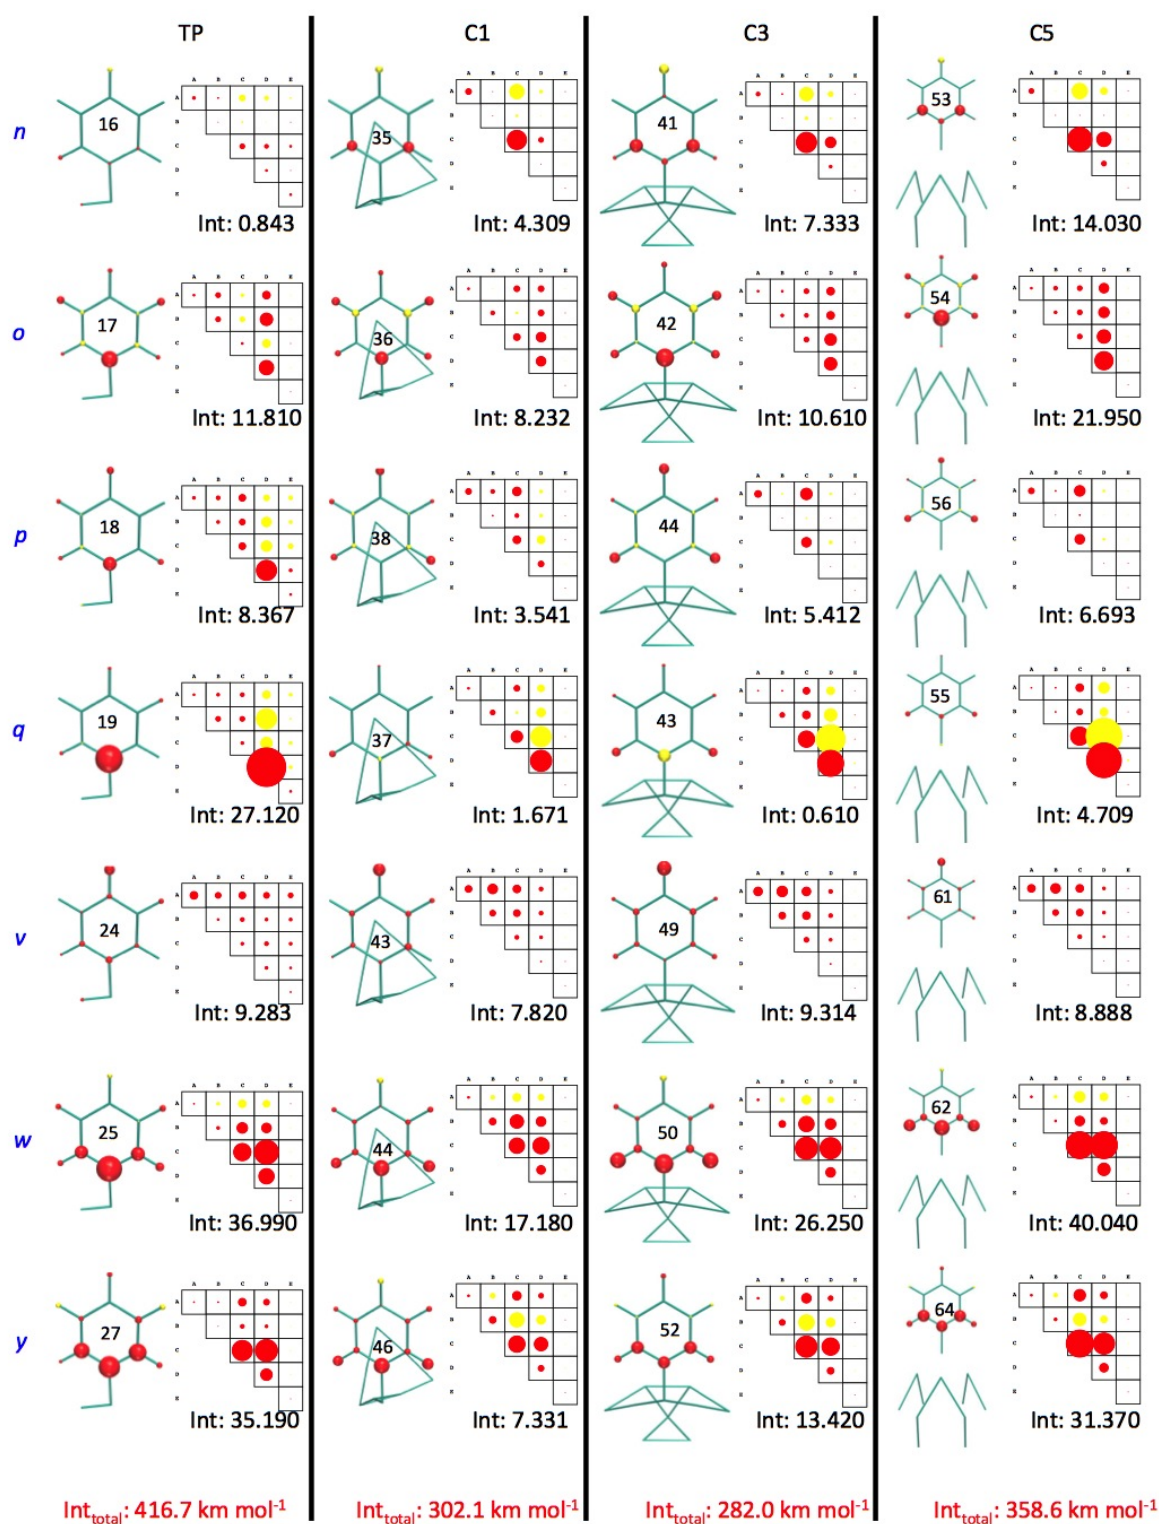 TP C1 C3 C5
n 16 35 41 53
Int: 0.843 Int: 4.309 Int: 7.333 Int: 14.030
o 17 36 42 54
Int: 11.810 Int: 8.232 Int: 10.610 Int: 21.950
p 18 38 44 56
Int: 8.367 Int: 3.541 Int: 5.412 Int: 6.693
q 19 37 43 55
Int: 27.120 Int: 1.671 Int: 0.610 Int: 4.709
v 24 43 49 61
Int: 9.283 Int: 7.820 Int: 9.314 Int: 8.888
w 25 44 50 62
Int: 36.990 Int: 17.180 Int: 26.250 Int: 40.040
y 27 46 52 64
Int: 35.190 Int: 7.331 Int: 13.420 Int: 31.370
Int_total: 416.7 km mol⁻¹ Int_total: 302.1 km mol⁻¹ Int_total: 282.0 km mol⁻¹ Int_total: 358.6 km mol⁻¹